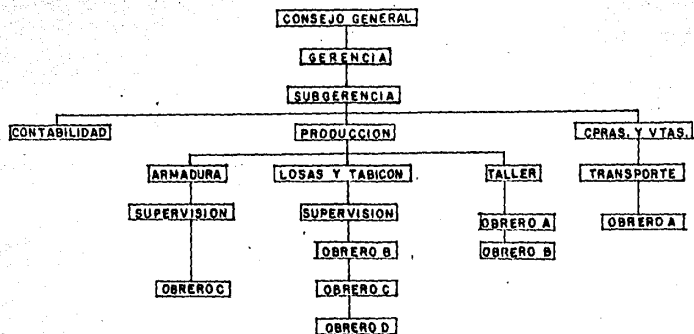 CONSEJO GENERAL
GERENCIA
SUBGERENCIA
CONTABILIDAD PRODUCCION CPRAS. Y VTAS.
ARMADURA LOSAS Y TABICON TALLER TRANSPORTE
SUPERVISION SUPERVISION OBRERO A OBRERO A
OBRERO B OBRERO B
OBRERO C OBRERO C
OBRERO D